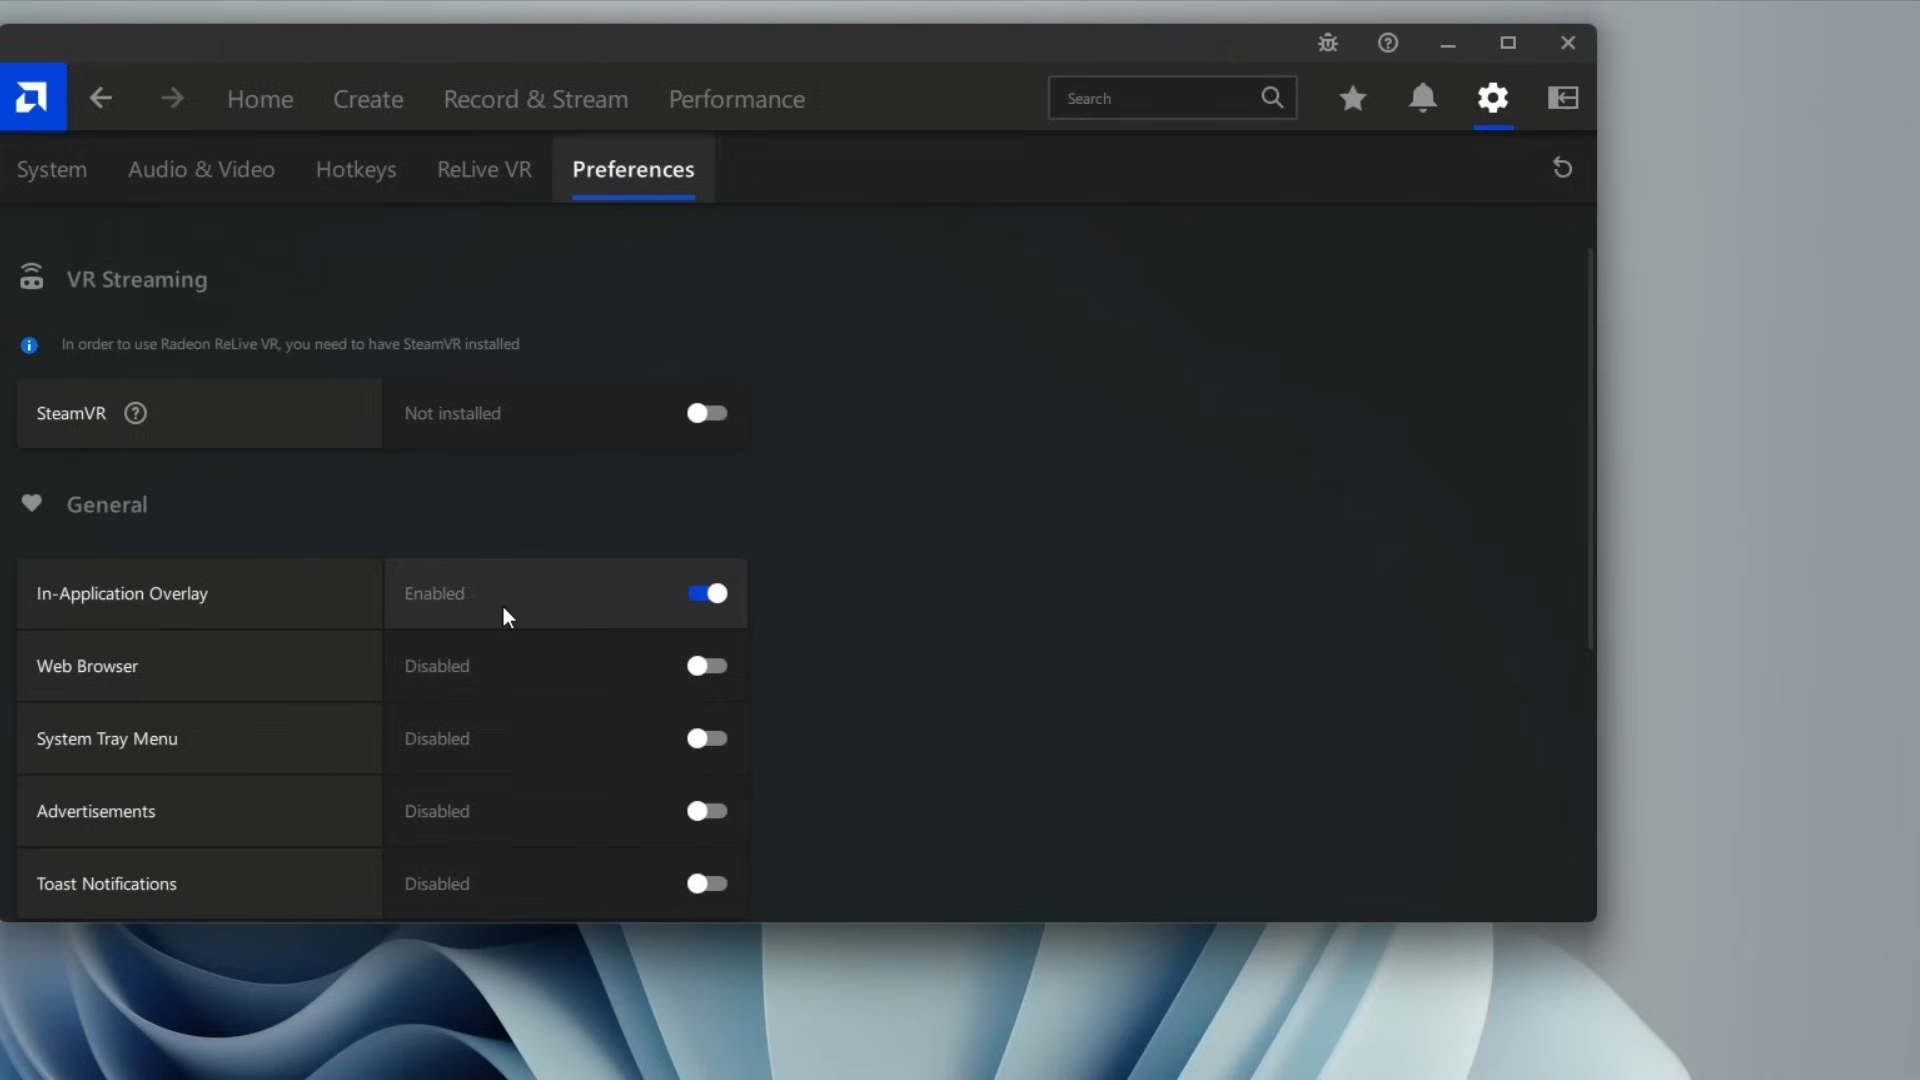 Home Create Record & Stream Performance Search
System Audio & Video Hotkeys ReLive VR Preferences
VR Streaming
In order to use Radeon ReLive VR, you need to have SteamVR installed
SteamVR Not installed
General
In-Application Overlay Enabled
Web Browser Disabled
System Tray Menu Disabled
Advertisements Disabled
Toast Notifications Disabled